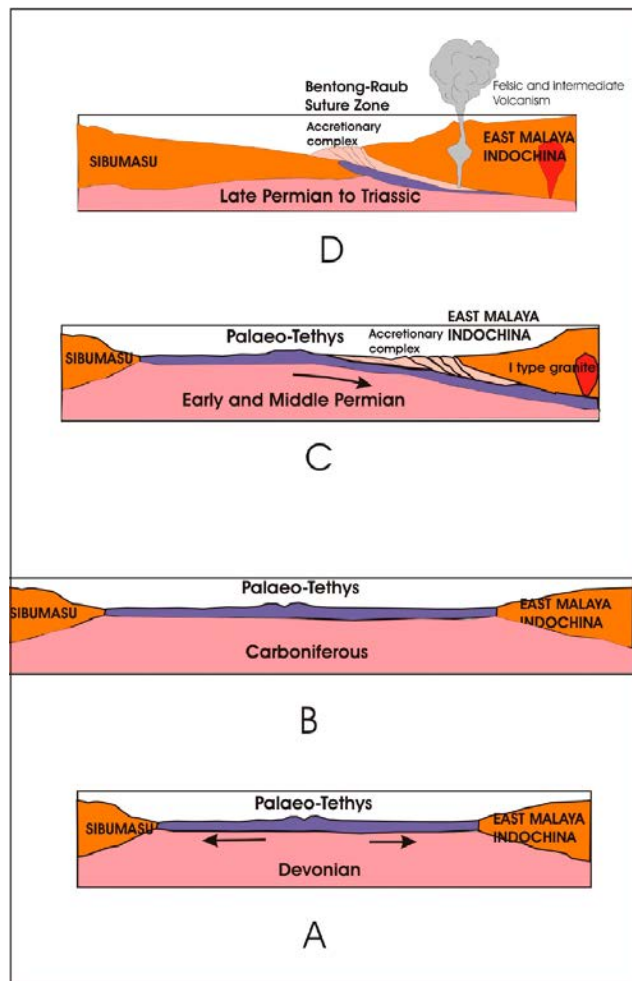 Bentong-Raub
Suture Zone
Felsic and Intermediate
Volcanism
Accretionary
complex
SIBUMASU
EAST MALAYA
INDOCHINA
Late Permian to Triassic
D
EAST MALAYA
INDOCHINA
Palaeo-Tethys
Accretionary
complex
SIBUMASU
I type granite
Early and Middle Permian
C
Palaeo-Tethys
SIBUMASU
EAST MALAYA
INDOCHINA
Carboniferous
B
Palaeo-Tethys
SIBUMASU
EAST MALAYA
INDOCHINA
Devonian
A